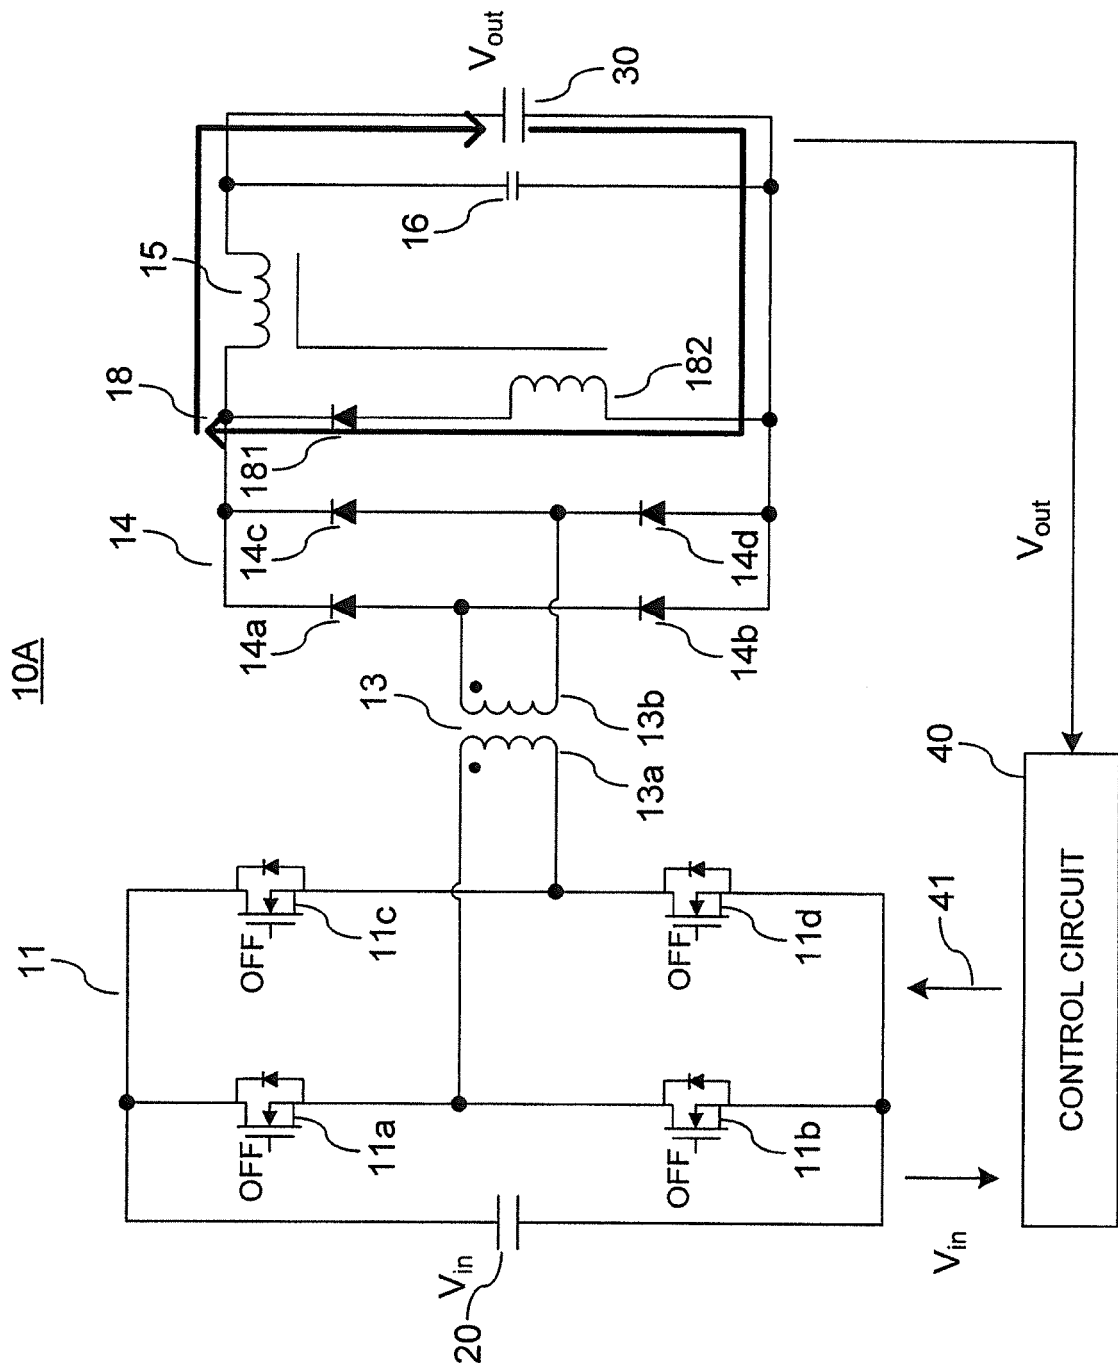 10A
11
14
18
15
V_out
30
16
OFF
11a
OFF
11c
13
14a
14c
181
182
V_in
20
13a
13b
OFF
11b
OFF
11d
14b
14d
V_in
41
40
V_out
CONTROL CIRCUIT